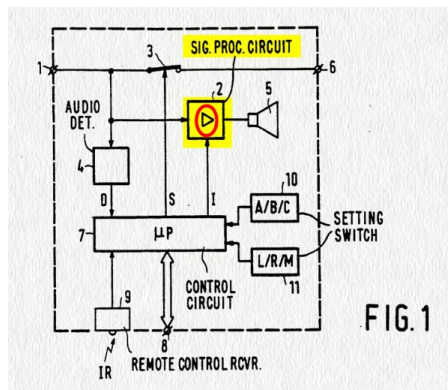 SIG. PROC. CIRCUIT
3
1
6
2
5
AUDIO
DET.
4
D
S
I
10
A/B/C
7
μP
SETTING
SWITCH
L/R/M
11
CONTROL
CIRCUIT
9
8
IR
REMOTE CONTROL RCVR.
FIG.1